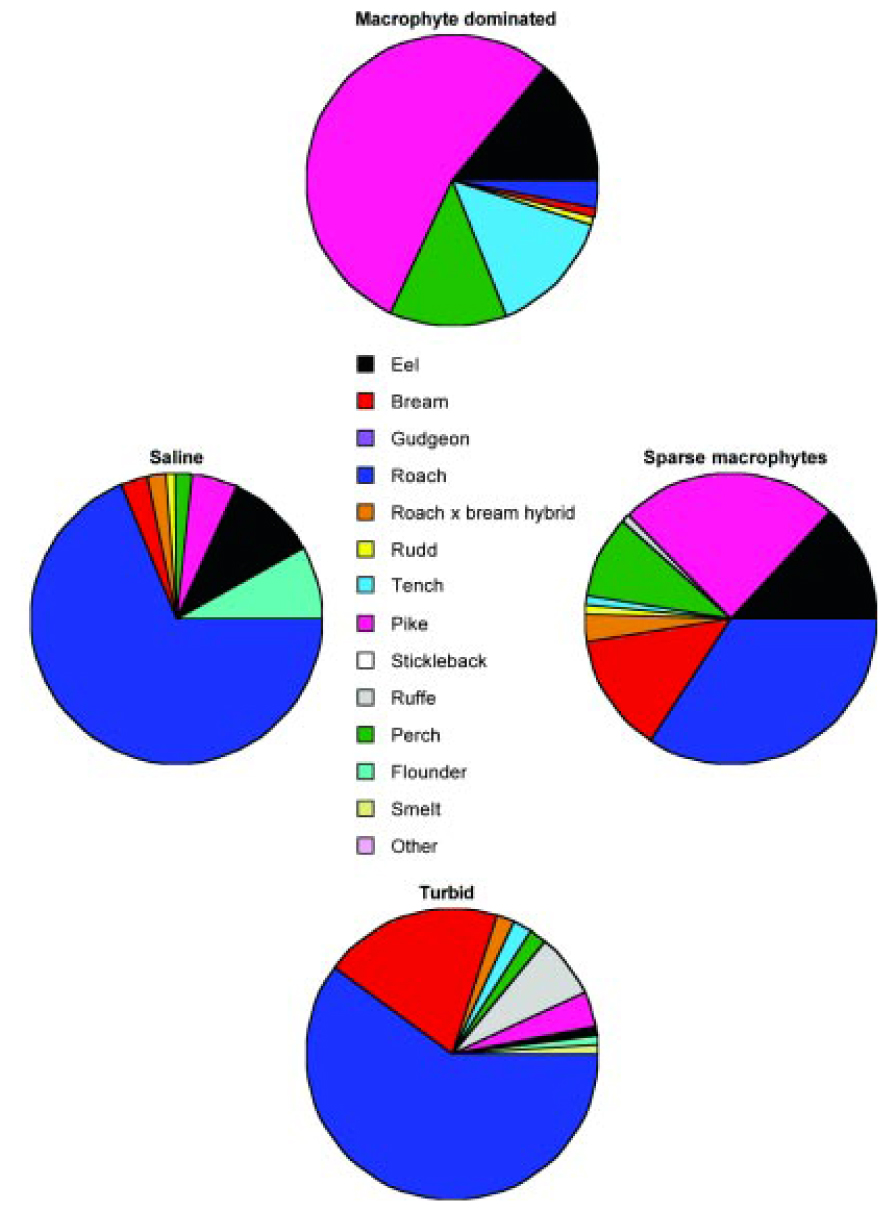 Macrophyte dominated
Eel
Bream
Gudgeon
Saline
Sparse macrophytes
Roach
Roach x bream hybrid
Rudd
Tench
Pike
Stickleback
Ruffe
Perch
Flounder
Smelt
Other
Turbid